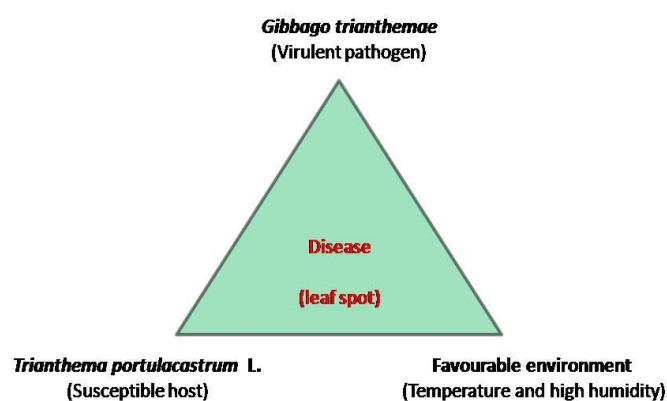 Gibbago trianthemae
(Virulent pathogen)
Disease
(leaf spot)
Trianthema portulacastrum L.
(Susceptible host)
Favourable environment
(Temperature and high humidity)